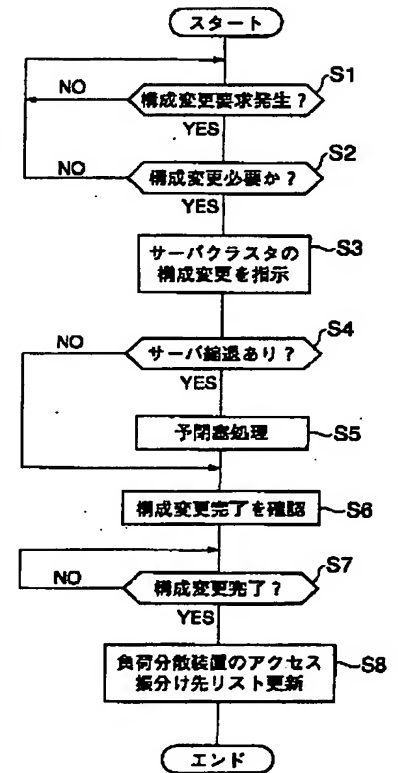 スタート
S1
NO
構成変更要求発生?
YES
S2
NO
構成変更必要か?
YES
S3
サーバクラスタの
構成変更を指示
S4
NO
サーバ縮退あり?
YES
予閉塞処理
S5
構成変更完了を確認
S6
S7
NO
構成変更完了?
YES
S8
負荷分散装置のアクセス
振分け先リスト更新
エンド